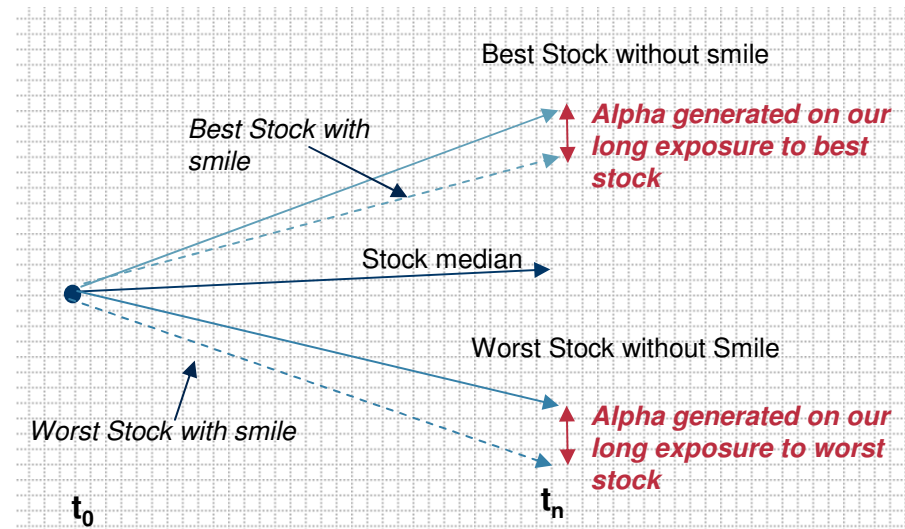 Best Stock without smile
Best Stock with
smile
Alpha generated on our
long exposure to best
stock
Stock median
Worst Stock without Smile
Worst Stock with smile
Alpha generated on our
long exposure to worst
stock
t0
tn